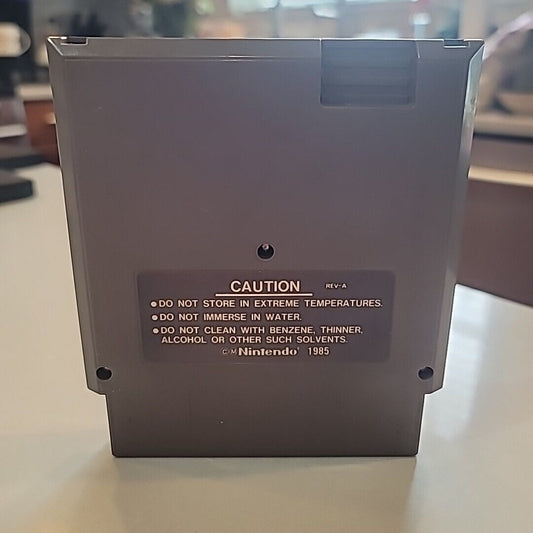 CAUTION REV-A
• DO NOT STORE IN EXTREME TEMPERATURES.
• DO NOT IMMERSE IN WATER.
• DO NOT CLEAN WITH BENZENE, THINNER,
ALCOHOL OR OTHER SUCH SOLVENTS.
© M Nintendo® 1985